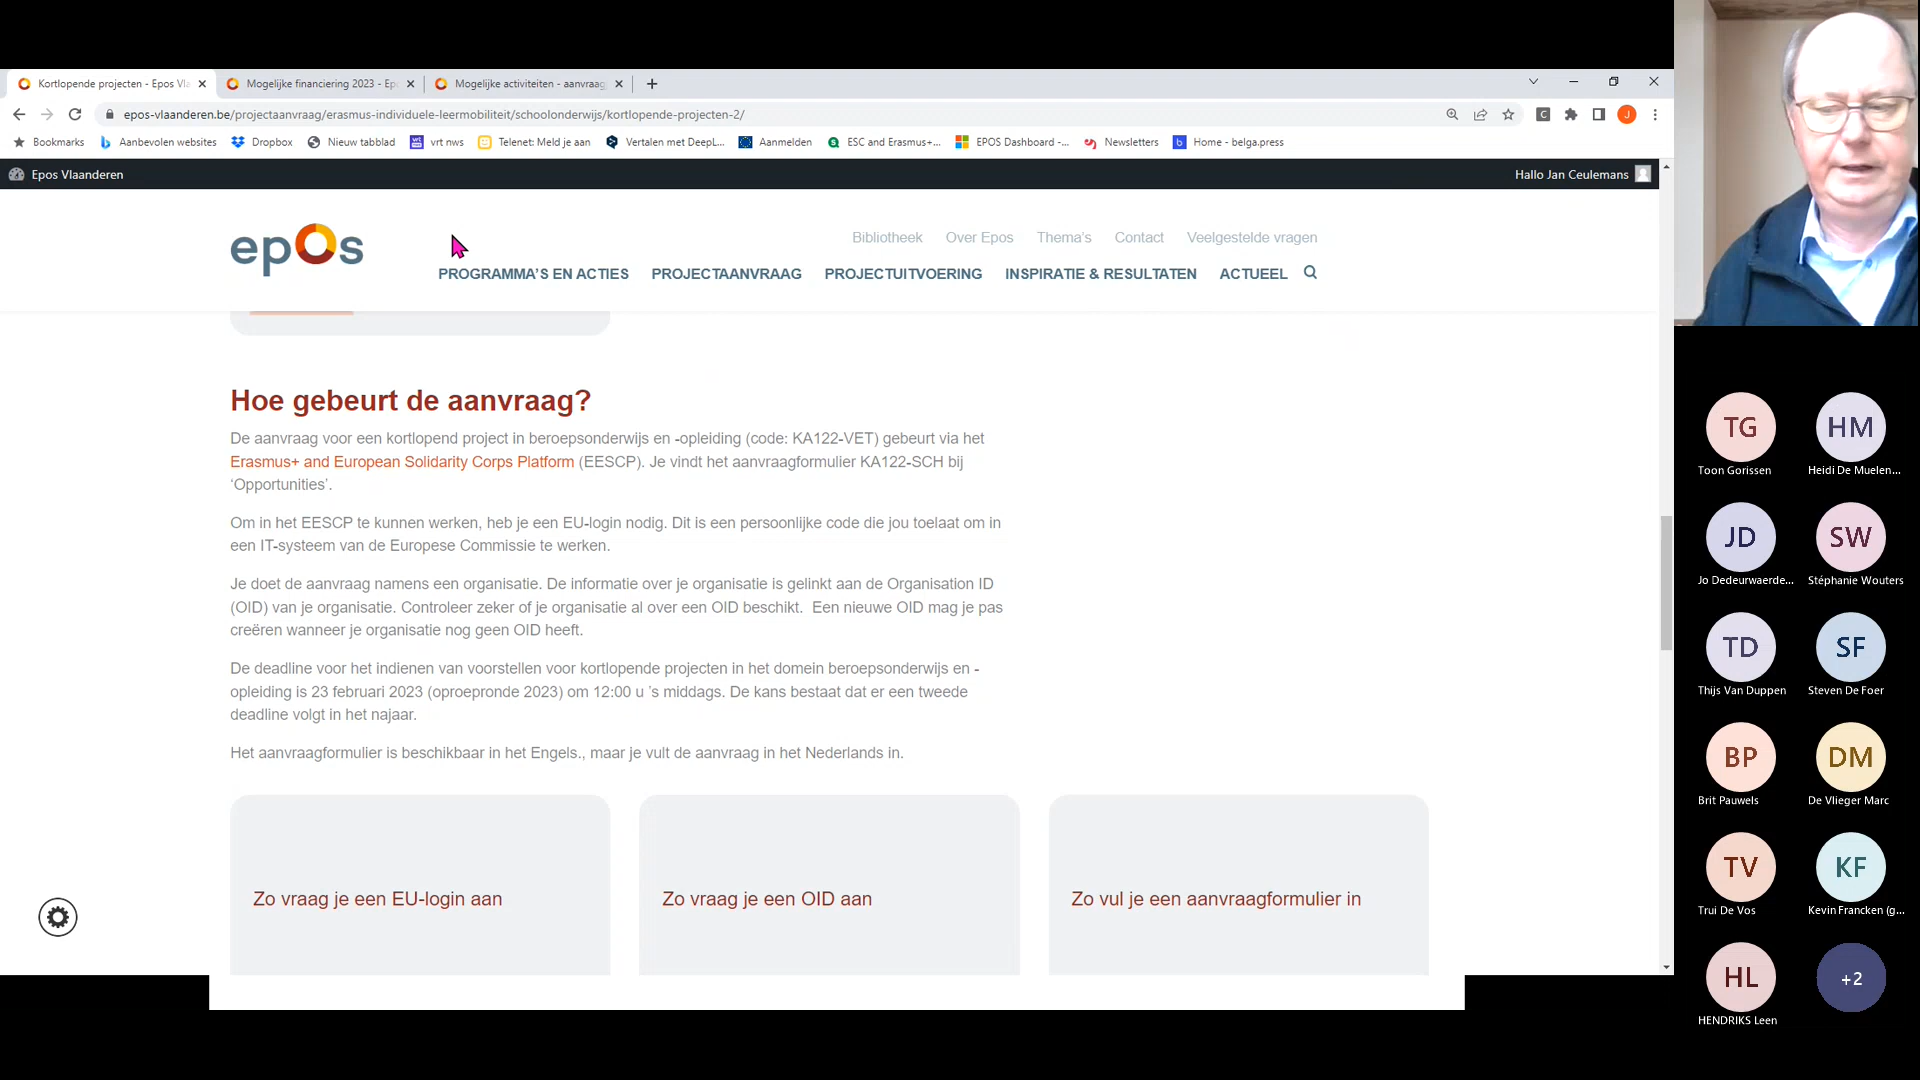 Kortlopende projecten - Epos Vla
Mogelijke financiering 2023 - Ep
Mogelijke activiteiten - aanvraag
epos-vlaanderen.be/projectaanvraag/erasmus-individuele-leermobiliteit/schoolonderwijs/kortlopende-projecten-2/
J
Bookmarks
Aanbevolen websites
Dropbox
Nieuw tabblad
vrt nws
Telenet: Meld je aan
Vertalen met DeepL...
Aanmelden
ESC and Erasmus+...
EPOS Dashboard -...
Newsletters
Home - belga.press
Epos Vlaanderen
Hallo Jan Ceulemans
epos
Bibliotheek Over Epos Thema's Contact Veelgestelde vragen
PROGRAMMA'S EN ACTIES PROJECTAANVRAAG PROJECTUITVOERING INSPIRATIE & RESULTATEN ACTUEEL
Hoe gebeurt de aanvraag?
De aanvraag voor een kortlopend project in beroepsonderwijs en -opleiding (code: KA122-VET) gebeurt via het
Erasmus+ and European Solidarity Corps Platform (EESCP). Je vindt het aanvraagformulier KA122-SCH bij
'Opportunities'.
Om in het EESCP te kunnen werken, heb je een EU-login nodig. Dit is een persoonlijke code die jou toelaat om in
een IT-systeem van de Europese Commissie te werken.
Je doet de aanvraag namens een organisatie. De informatie over je organisatie is gelinkt aan de Organisation ID
(OID) van je organisatie. Controleer zeker of je organisatie al over een OID beschikt.  Een nieuwe OID mag je pas
creëren wanneer je organisatie nog geen OID heeft.
De deadline voor het indienen van voorstellen voor kortlopende projecten in het domein beroepsonderwijs en -
opleiding is 23 februari 2023 (oproepronde 2023) om 12:00 u 's middags. De kans bestaat dat er een tweede
deadline volgt in het najaar.
Het aanvraagformulier is beschikbaar in het Engels., maar je vult de aanvraag in het Nederlands in.
Zo vraag je een EU-login aan
Zo vraag je een OID aan
Zo vul je een aanvraagformulier in
TG
Toon Gorissen
HM
Heidi De Muelen...
JD
Jo Dedeurwaerde...
SW
Stéphanie Wouters
TD
Thijs Van Duppen
SF
Steven De Foer
BP
Brit Pauwels
DM
De Vlieger Marc
TV
Trui De Vos
KF
Kevin Francken (g...
HL
HENDRIKS Leen
+2